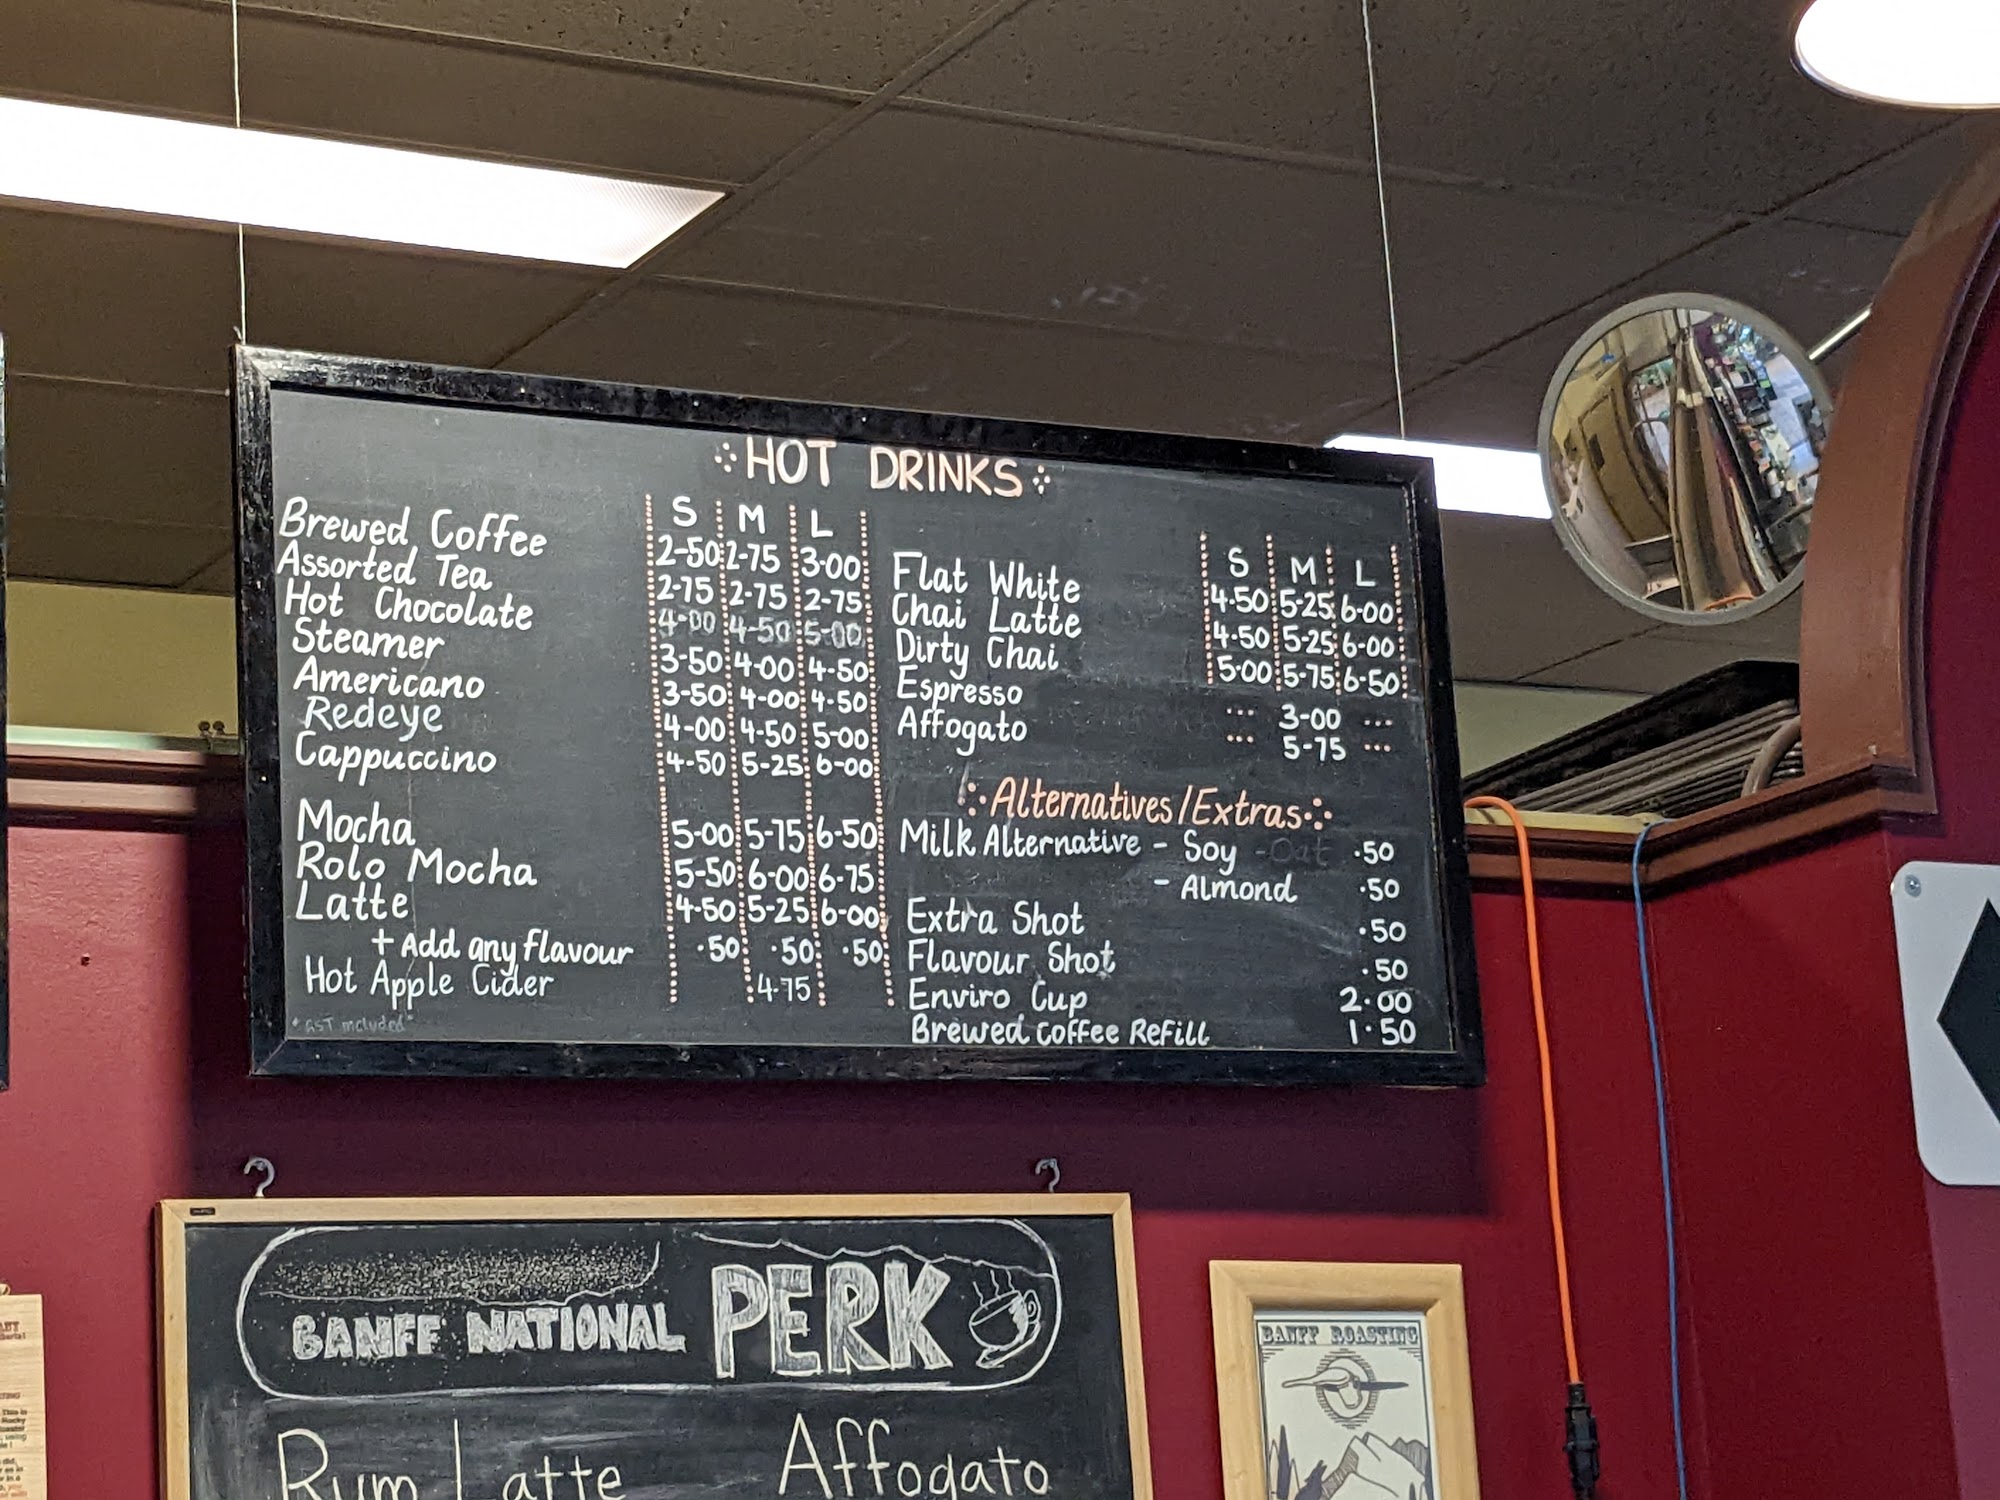 HOT DRINKS
S M L
Brewed Coffee 2-50 2-75 3-00
Assorted Tea 2-75 2-75 2-75
Hot Chocolate 4-00 4-50 5-00
Steamer 3-50 4-00 4-50
Americano 3-50 4-00 4-50
Redeye 4-00 4-50 5-00
Cappuccino 4-50 5-25 6-00
Mocha 5-00 5-75 6-50
Rolo Mocha 5-50 6-00 6-75
Latte 4-50 5-25 6-00
+ Add any flavour .50 .50 .50
Hot Apple Cider 4-75
* GST included *
S M L
Flat White 4-50 5-25 6-00
Chai Latte 4-50 5-25 6-00
Dirty Chai 5-00 5-75 6-50
Espresso ... 3-00 ...
Affogato ... 5-75 ...
Alternatives/Extras
Milk Alternative - Soy - Oat .50
- Almond .50
Extra Shot .50
Flavour Shot .50
Enviro Cup 2.00
Brewed Coffee Refill 1.50
BANFF NATIONAL PERK
Rum Latte Affogato
BANFF ROASTING